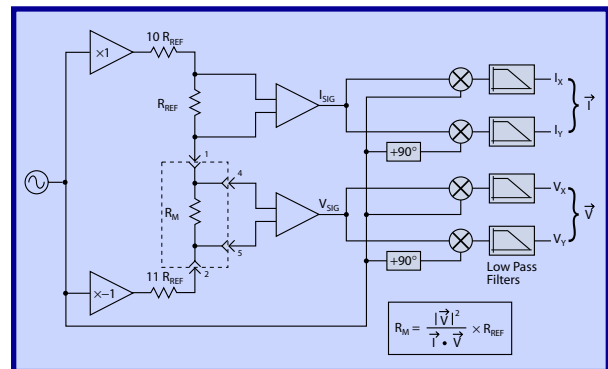 ×1
10 R_REF
R_REF
I_SIG
I_X
I_Y
I
+90°
1
4
R_M
V_SIG
V_X
V_Y
V
5
2
×−1
11 R_REF
+90°
Low Pass
Filters
R_M = |V|² / I • V × R_REF